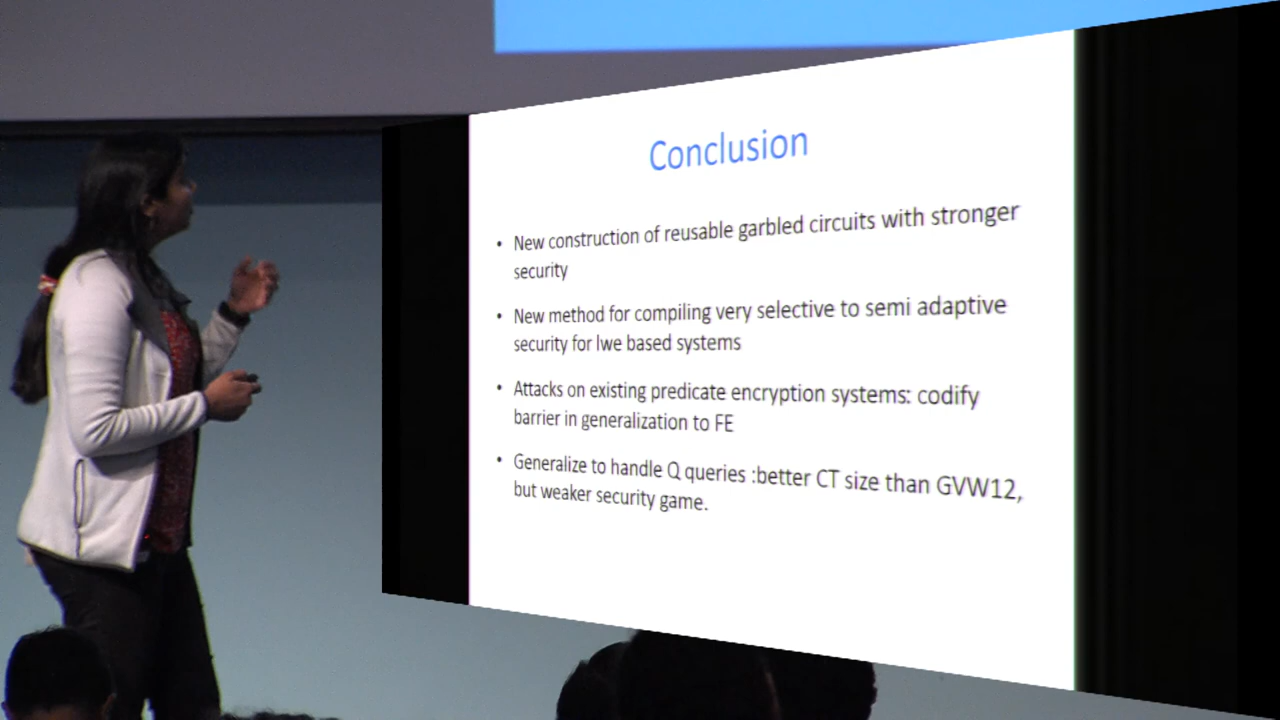 Conclusion
• New construction of reusable garbled circuits with stronger
security
• New method for compiling very selective to semi adaptive
security for lwe based systems
• Attacks on existing predicate encryption systems: codify
barrier in generalization to FE
• Generalize to handle Q queries :better CT size than GVW12,
but weaker security game.